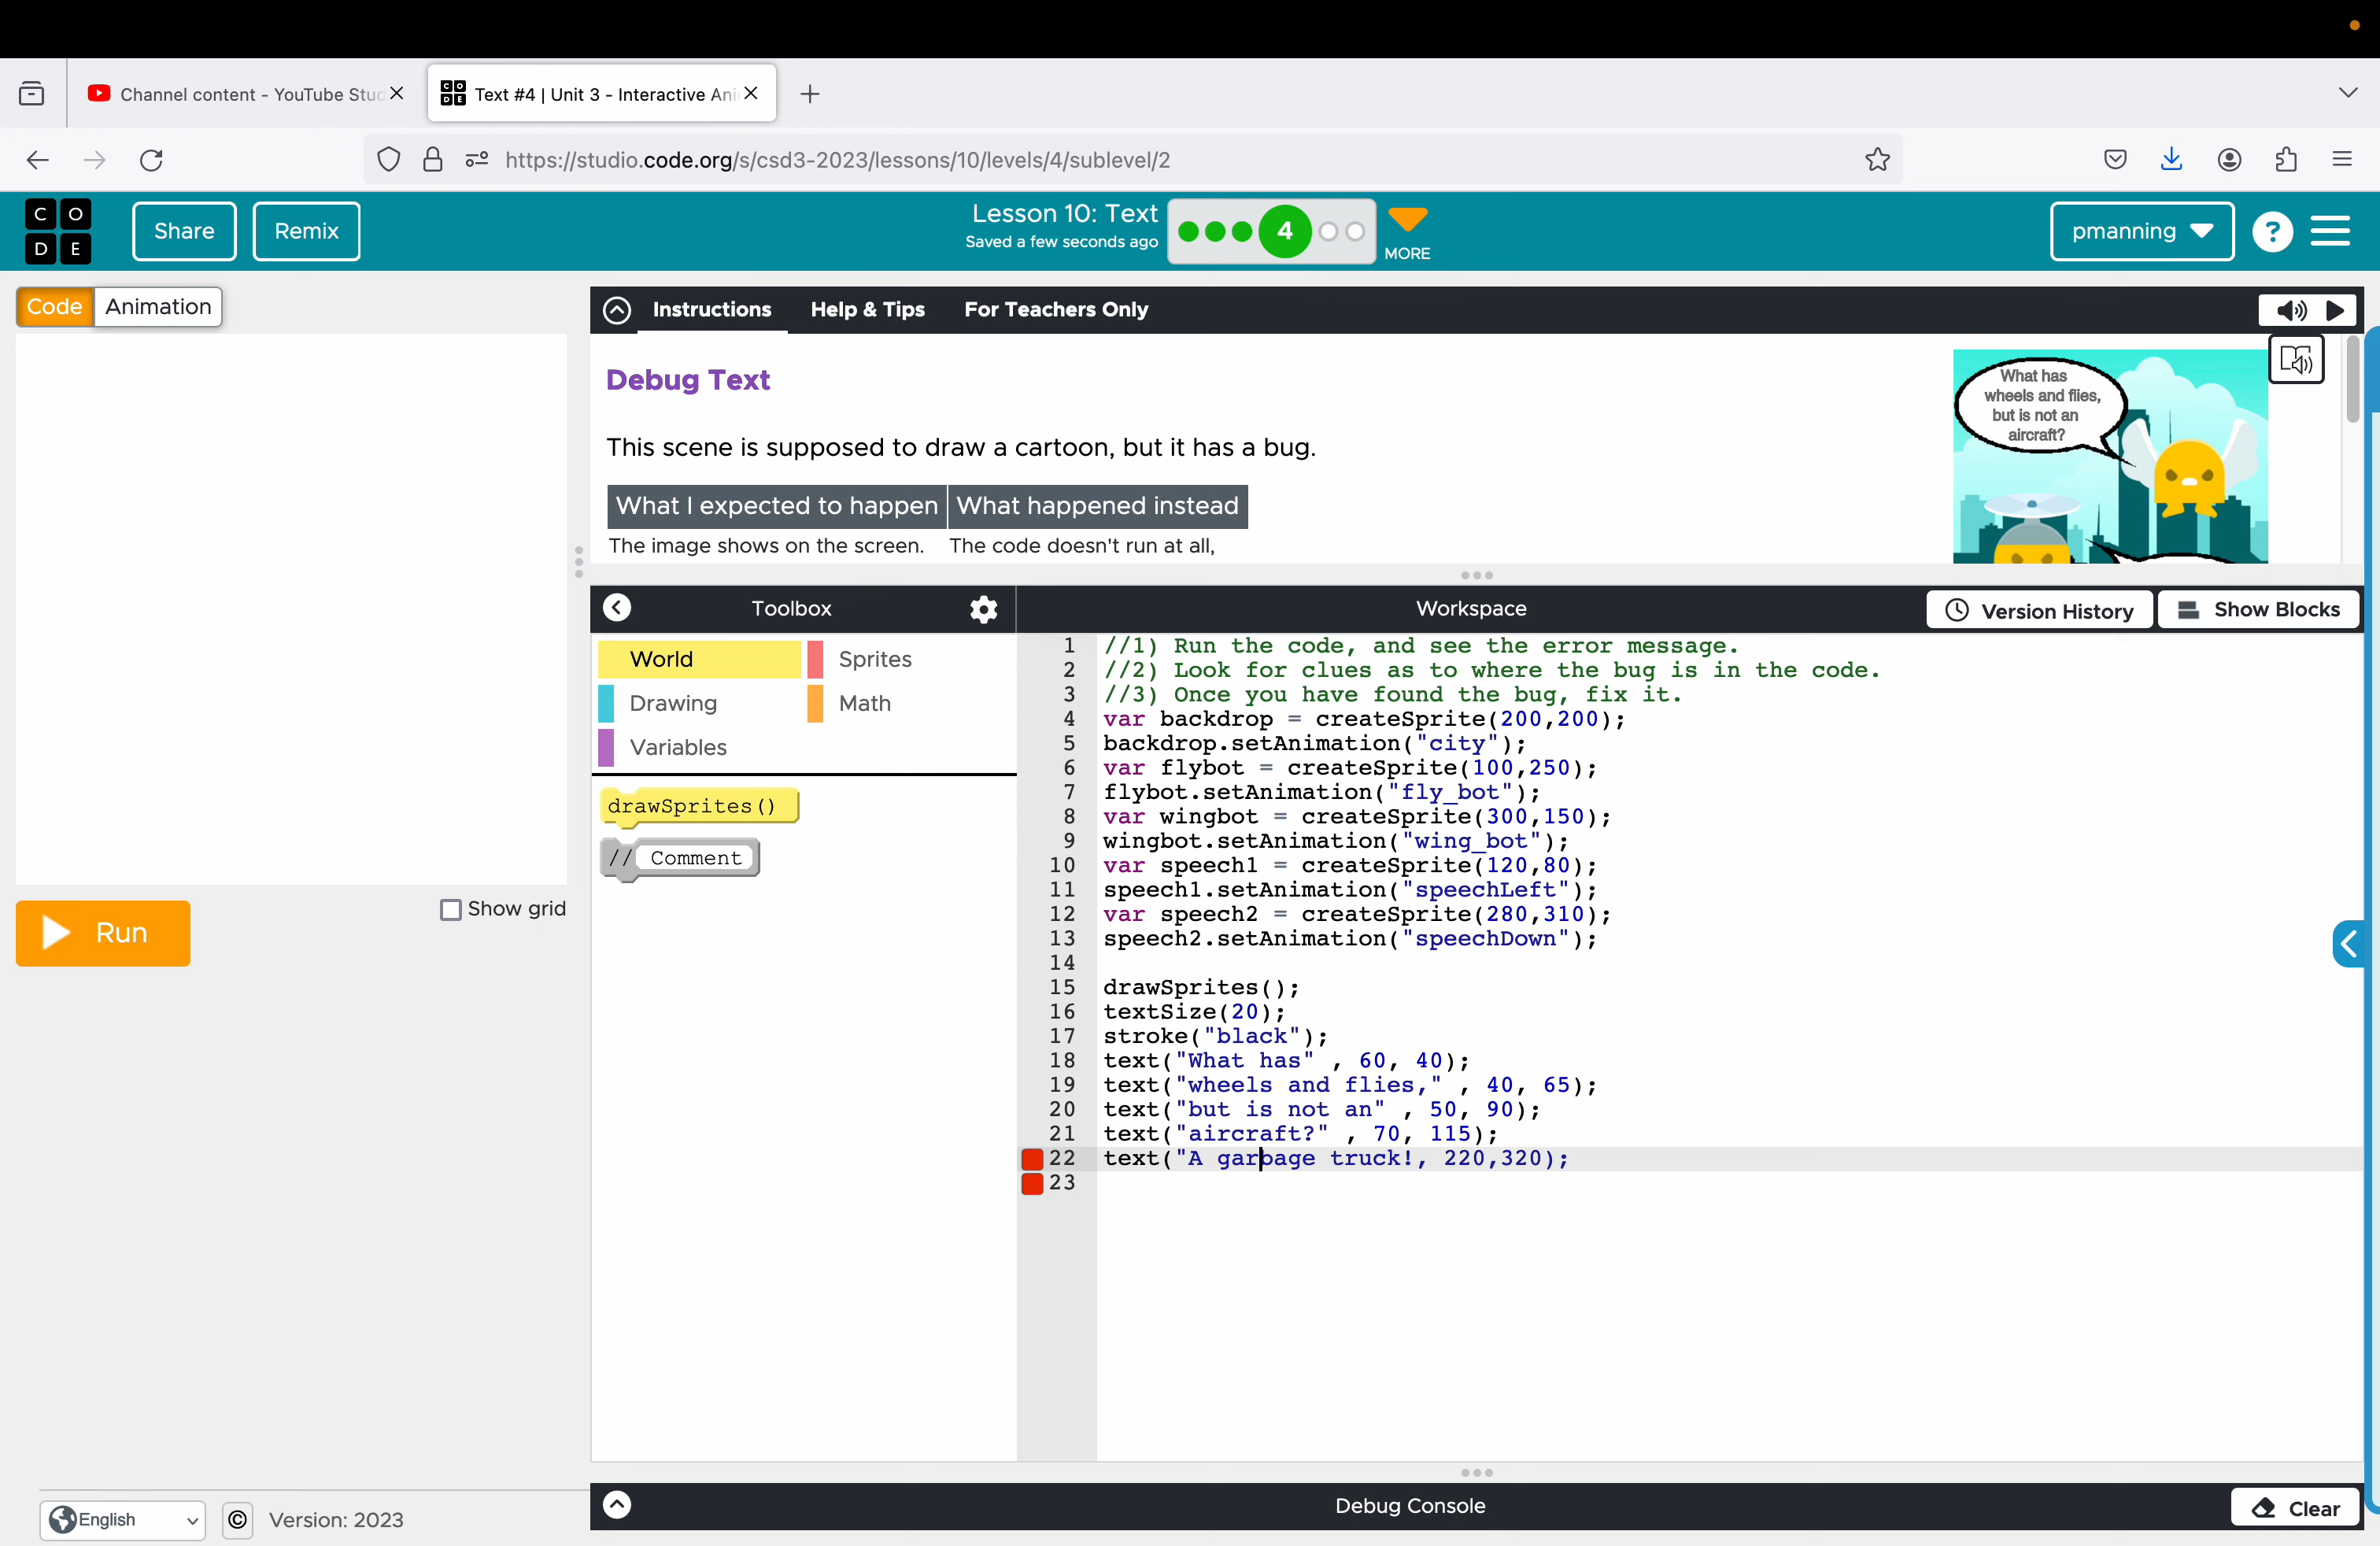 Channel content - YouTube Stud
Text #4 | Unit 3 - Interactive Ani
https://studio.code.org/s/csd3-2023/lessons/10/levels/4/sublevel/2
CO
DE
Share
Remix
Lesson 10: Text
Saved a few seconds ago
4
MORE
pmanning
?
Code
Animation
Instructions
Help & Tips
For Teachers Only
Debug Text
This scene is supposed to draw a cartoon, but it has a bug.
What I expected to happen
What happened instead
The image shows on the screen.
The code doesn't run at all,
What has
wheels and flies,
but is not an
aircraft?
Toolbox
Workspace
Version History
Show Blocks
World
Sprites
Drawing
Math
Variables
drawSprites()
// Comment
1 //1) Run the code, and see the error message.
2 //2) Look for clues as to where the bug is in the code.
3 //3) Once you have found the bug, fix it.
4 var backdrop = createSprite(200,200);
5 backdrop.setAnimation("city");
6 var flybot = createSprite(100,250);
7 flybot.setAnimation("fly_bot");
8 var wingbot = createSprite(300,150);
9 wingbot.setAnimation("wing_bot");
10 var speech1 = createSprite(120,80);
11 speech1.setAnimation("speechLeft");
12 var speech2 = createSprite(280,310);
13 speech2.setAnimation("speechDown");
14
15 drawSprites();
16 textSize(20);
17 stroke("black");
18 text("What has" , 60, 40);
19 text("wheels and flies," , 40, 65);
20 text("but is not an" , 50, 90);
21 text("aircraft?" , 70, 115);
22 text("A garbage truck!, 220,320);
23
Run
Show grid
English
©
Version: 2023
Debug Console
Clear